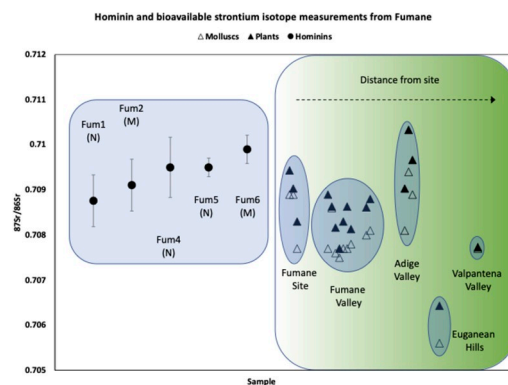 Hominin and bioavailable strontium isotope measurements from Fumane
△ Molluscs ▲ Plants ● Hominins
0.712
0.711
0.71
0.709
0.708
0.707
0.706
0.705
87Sr/86Sr
Fum1
(N)
Fum2
(M)
Fum4
(N)
Fum5
(N)
Fum6
(M)
Distance from site
Fumane
Site
Fumane
Valley
Adige
Valley
Valpantena
Valley
Euganean
Hills
Sample